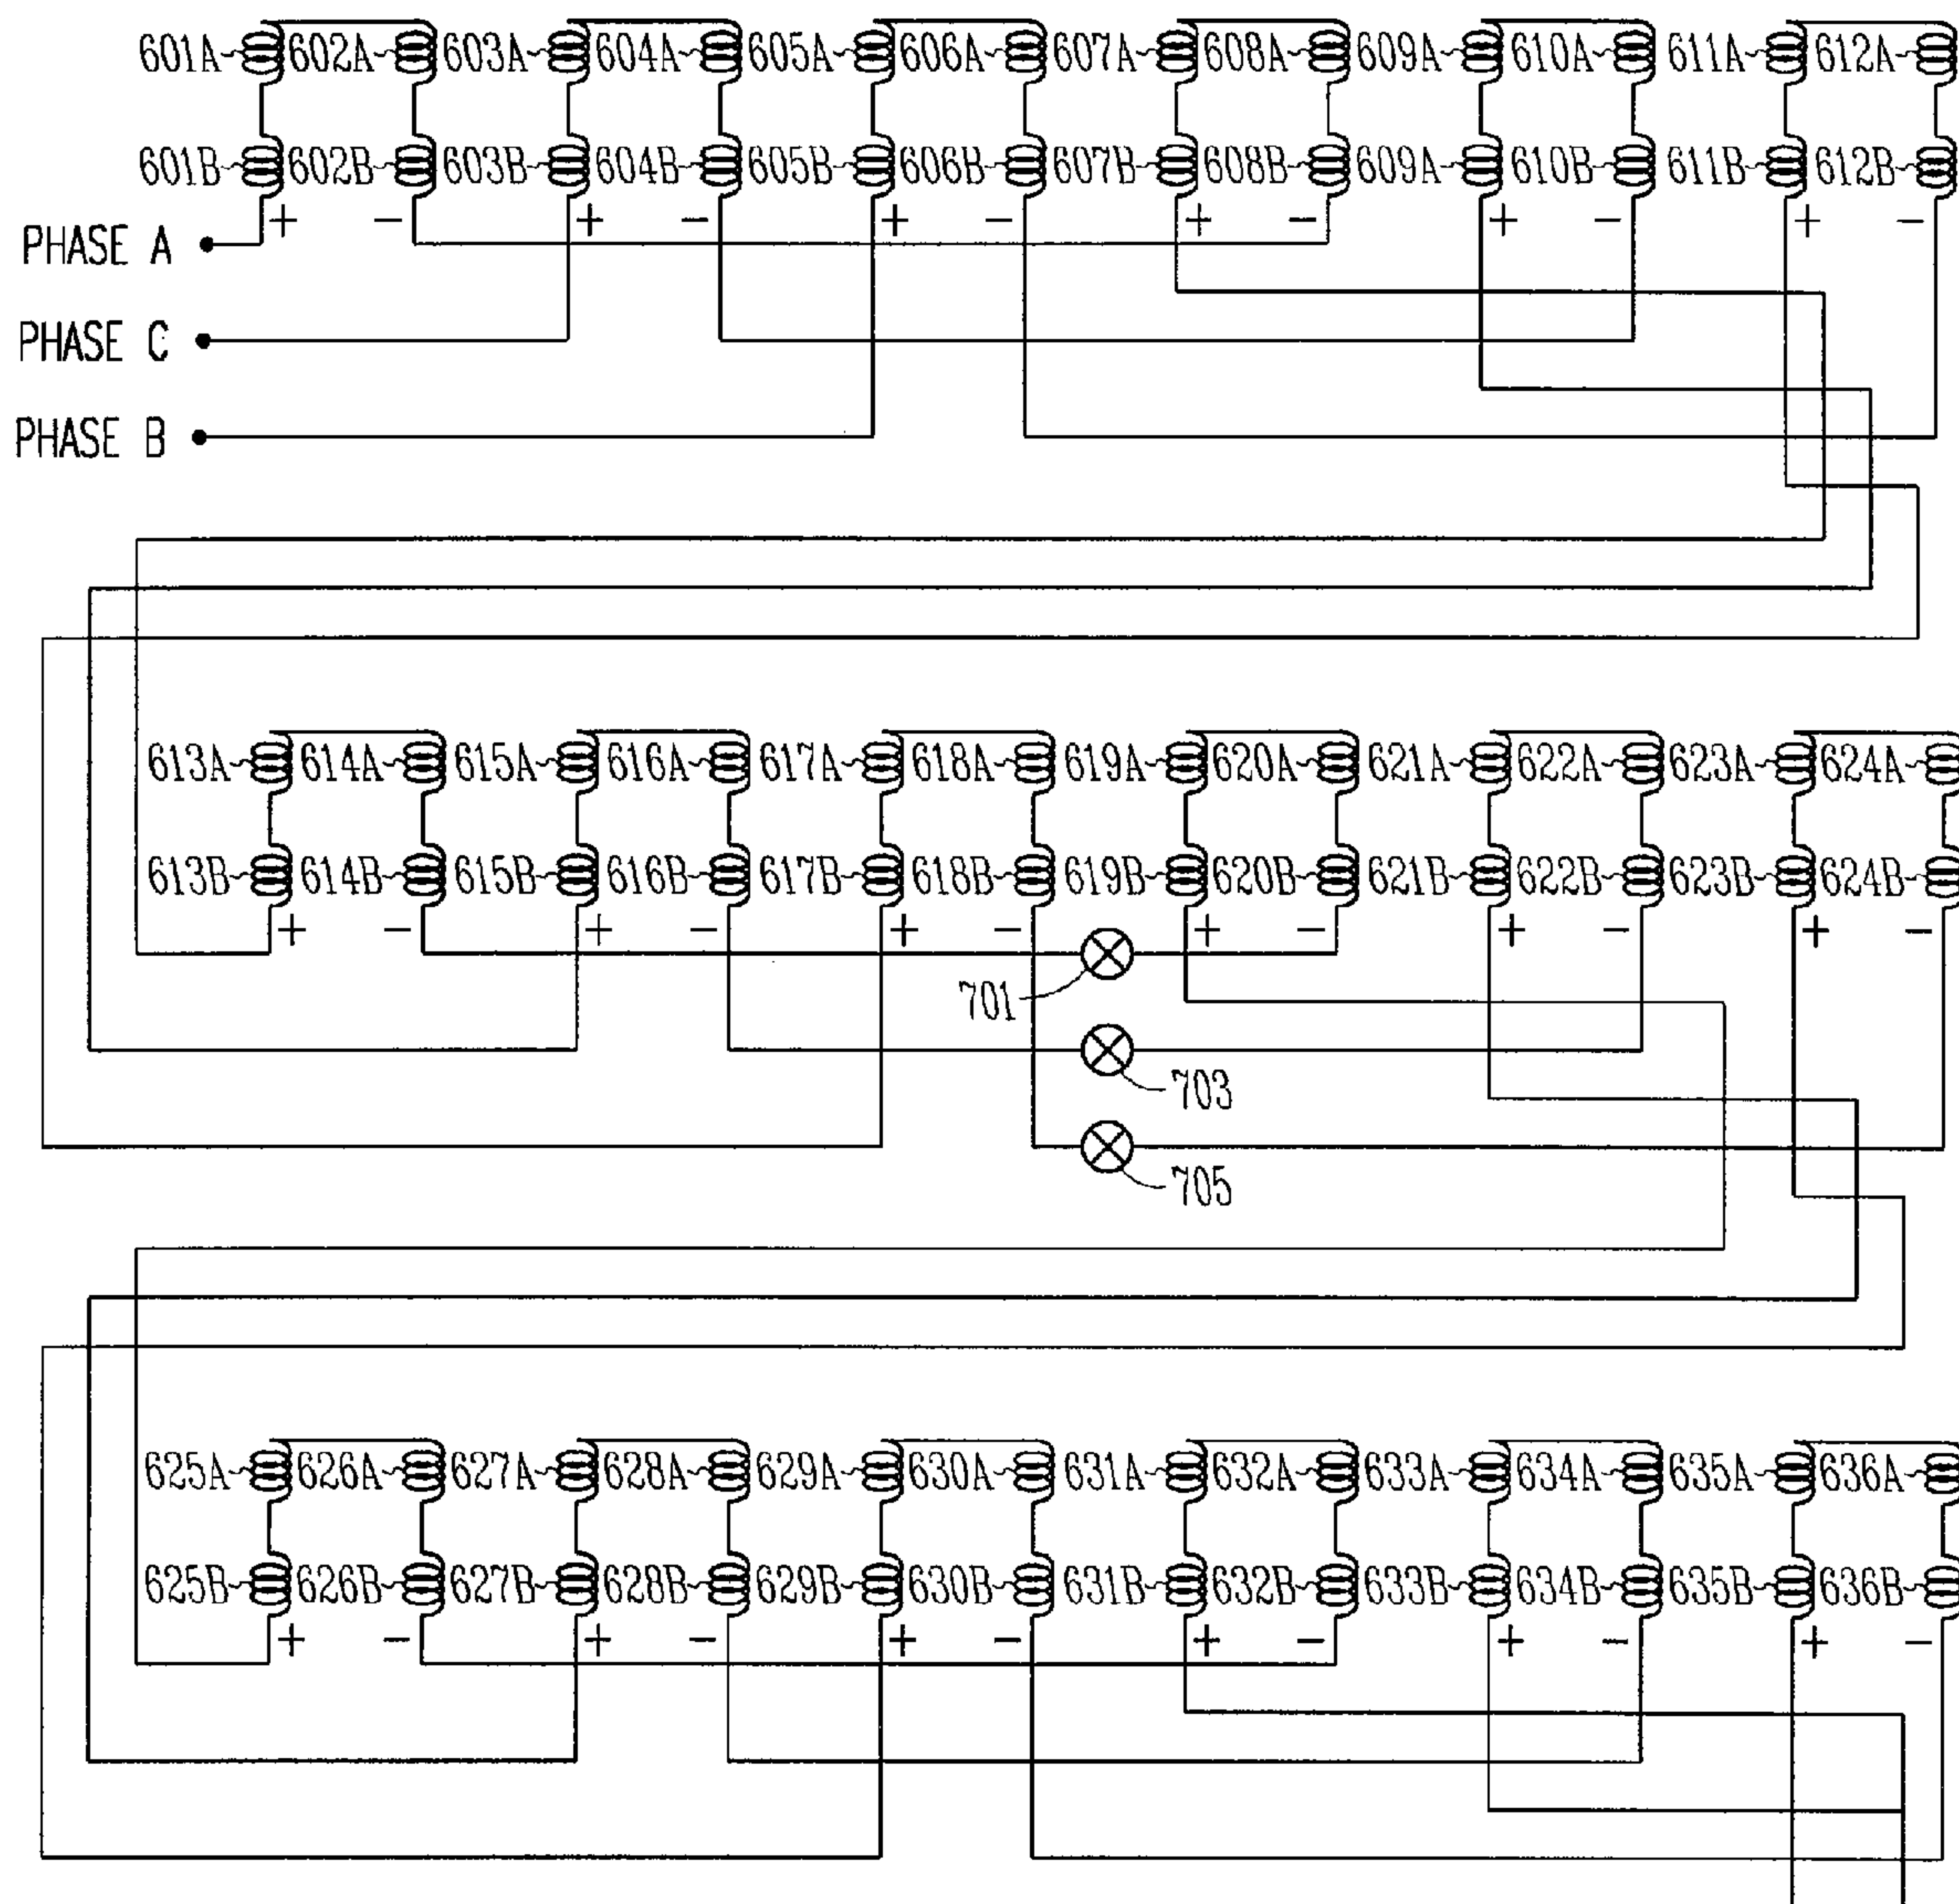 601A 602A 603A 604A 605A 606A 607A 608A 609A 610A 611A 612A
601B 602B 603B 604B 605B 606B 607B 608B 609A 610B 611B 612B
+ − + − + − + − + − + −
PHASE A
PHASE C
PHASE B
613A 614A 615A 616A 617A 618A 619A 620A 621A 622A 623A 624A
613B 614B 615B 616B 617B 618B 619B 620B 621B 622B 623B 624B
+ − + − + − + − + − + −
701
703
705
625A 626A 627A 628A 629A 630A 631A 632A 633A 634A 635A 636A
625B 626B 627B 628B 629B 630B 631B 632B 633B 634B 635B 636B
+ − + − + − + − + − + −